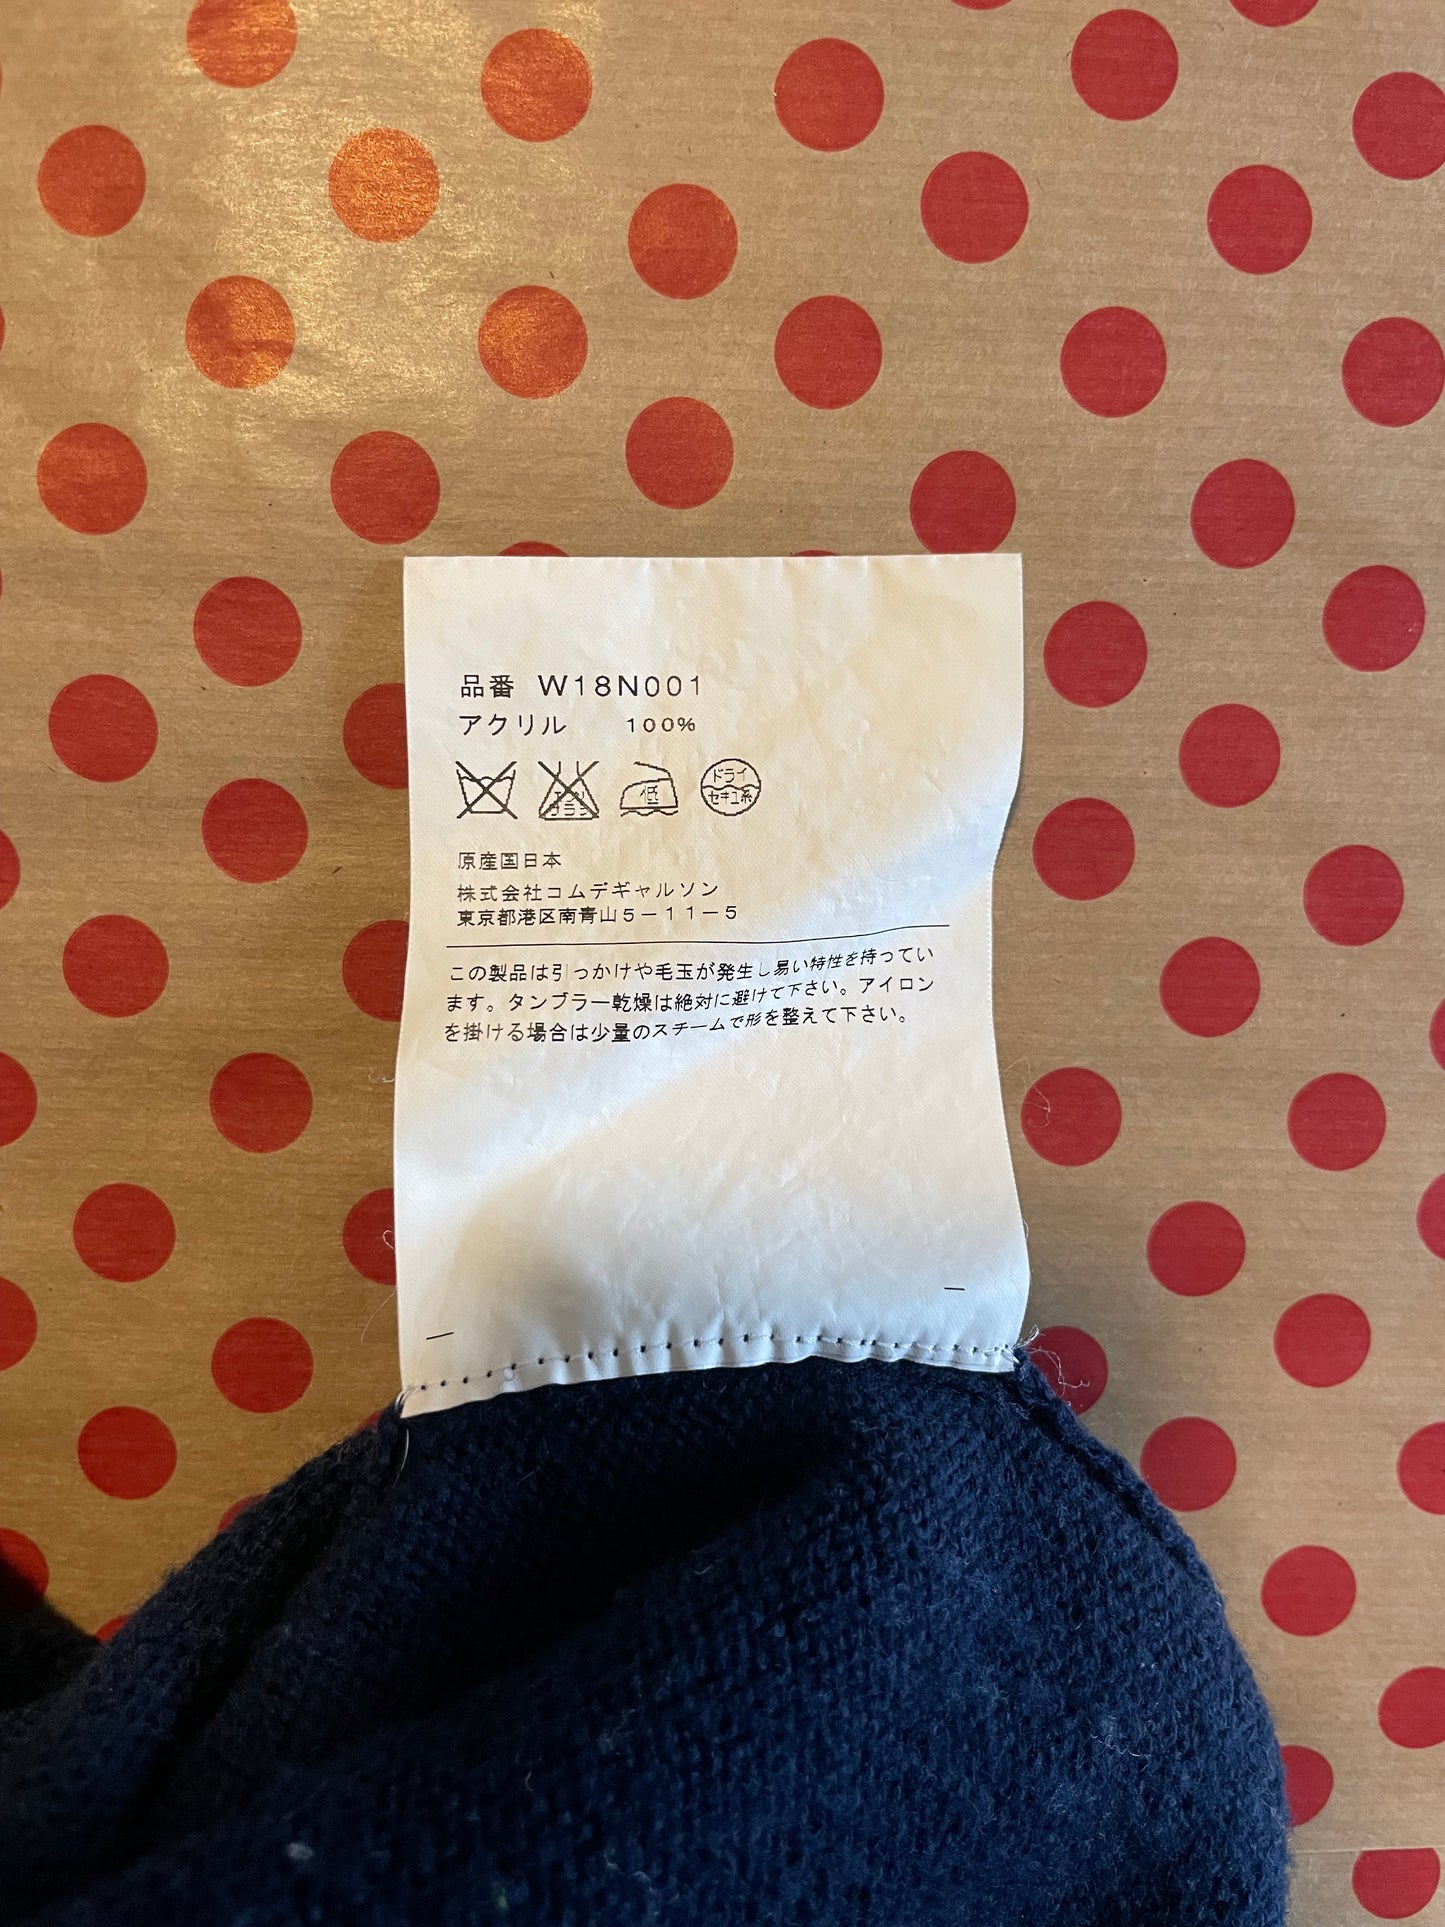 品番 W18N001
アクリル 100%
エンソ
サラシ
低
ドライ
セキユ系
原産国日本
株式会社コムデギャルソン
東京都港区南青山5-11-5
この製品は引っかけや毛玉が発生し易い特性を持ってい
ます。タンブラー乾燥は絶対に避けて下さい。アイロン
を掛ける場合は少量のスチームで形を整えて下さい。